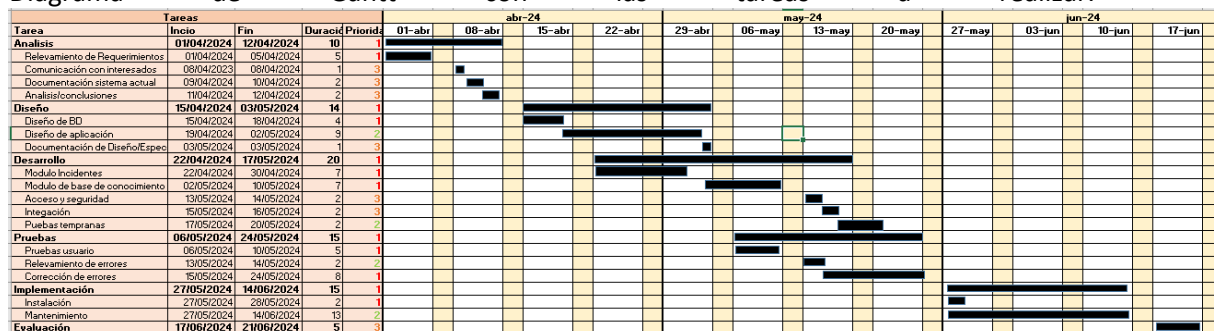 Diagrama de Gantt con las tareas a realizar.
Tareas abr-24 may-24 jun-24
Tarea Incio Fin Duració Priorida 01-abr 08-abr 15-abr 22-abr 29-abr 06-may 13-may 20-may 27-may 03-jun 10-jun 17-jun
Analisis 01/04/2024 12/04/2024 10 1
Relevamiento de Requerimientos 01/04/2024 05/04/2024 5 1
Comunicación con interesados 08/04/2023 08/04/2024 1 3
Documentación sistema actual 09/04/2024 10/04/2024 2 3
Analisis/conclusiones 11/04/2024 12/04/2024 2 3
Diseño 15/04/2024 03/05/2024 14 1
Diseño de BD 15/04/2024 18/04/2024 4 1
Diseño de aplicación 19/04/2024 02/05/2024 9 2
Documentación de Diseño/Espec 03/05/2024 03/05/2024 1 3
Desarrollo 22/04/2024 17/05/2024 20 1
Modulo Incidentes 22/04/2024 30/04/2024 7 1
Modulo de base de conocimiento 02/05/2024 10/05/2024 7 1
Acceso y seguridad 13/05/2024 14/05/2024 2 3
Integación 15/05/2024 16/05/2024 2 3
Puebas tempranas 17/05/2024 20/05/2024 2 2
Pruebas 06/05/2024 24/05/2024 15 1
Pruebas usuario 06/05/2024 10/05/2024 5 1
Relevamiento de errores 13/05/2024 14/05/2024 2 2
Corrección de errores 15/05/2024 24/05/2024 8 1
Implementación 27/05/2024 14/06/2024 15 1
Instalación 27/05/2024 28/05/2024 2 1
Mantenimiento 27/05/2024 14/06/2024 13 2
Evaluación 17/06/2024 21/06/2024 5 3